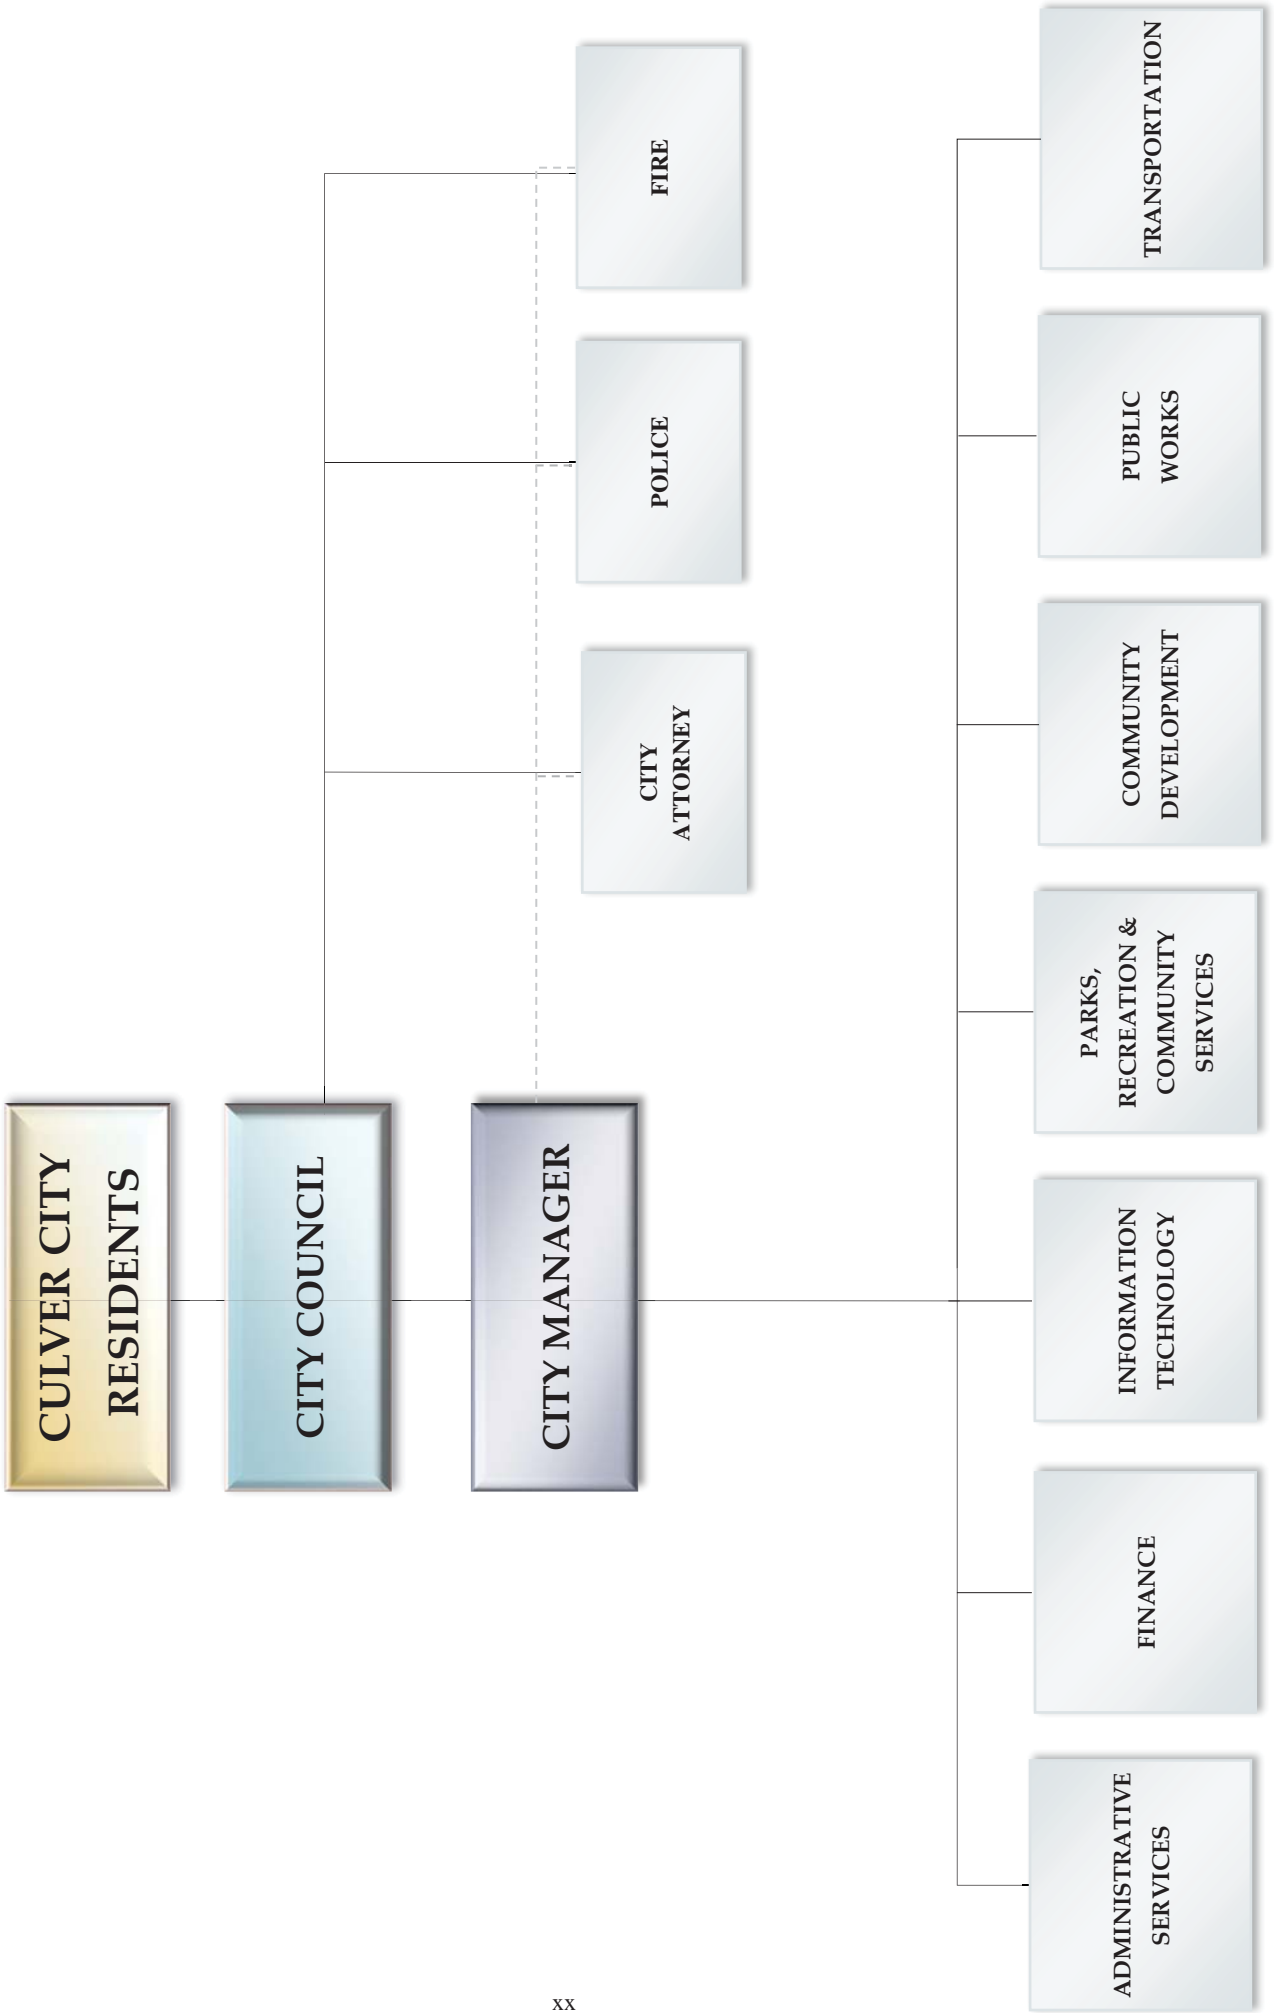 CULVER CITY
RESIDENTS
CITY COUNCIL
CITY MANAGER
CITY
ATTORNEY
POLICE
FIRE
ADMINISTRATIVE
SERVICES
FINANCE
INFORMATION
TECHNOLOGY
PARKS,
RECREATION &
COMMUNITY
SERVICES
COMMUNITY
DEVELOPMENT
PUBLIC
WORKS
TRANSPORTATION
xx